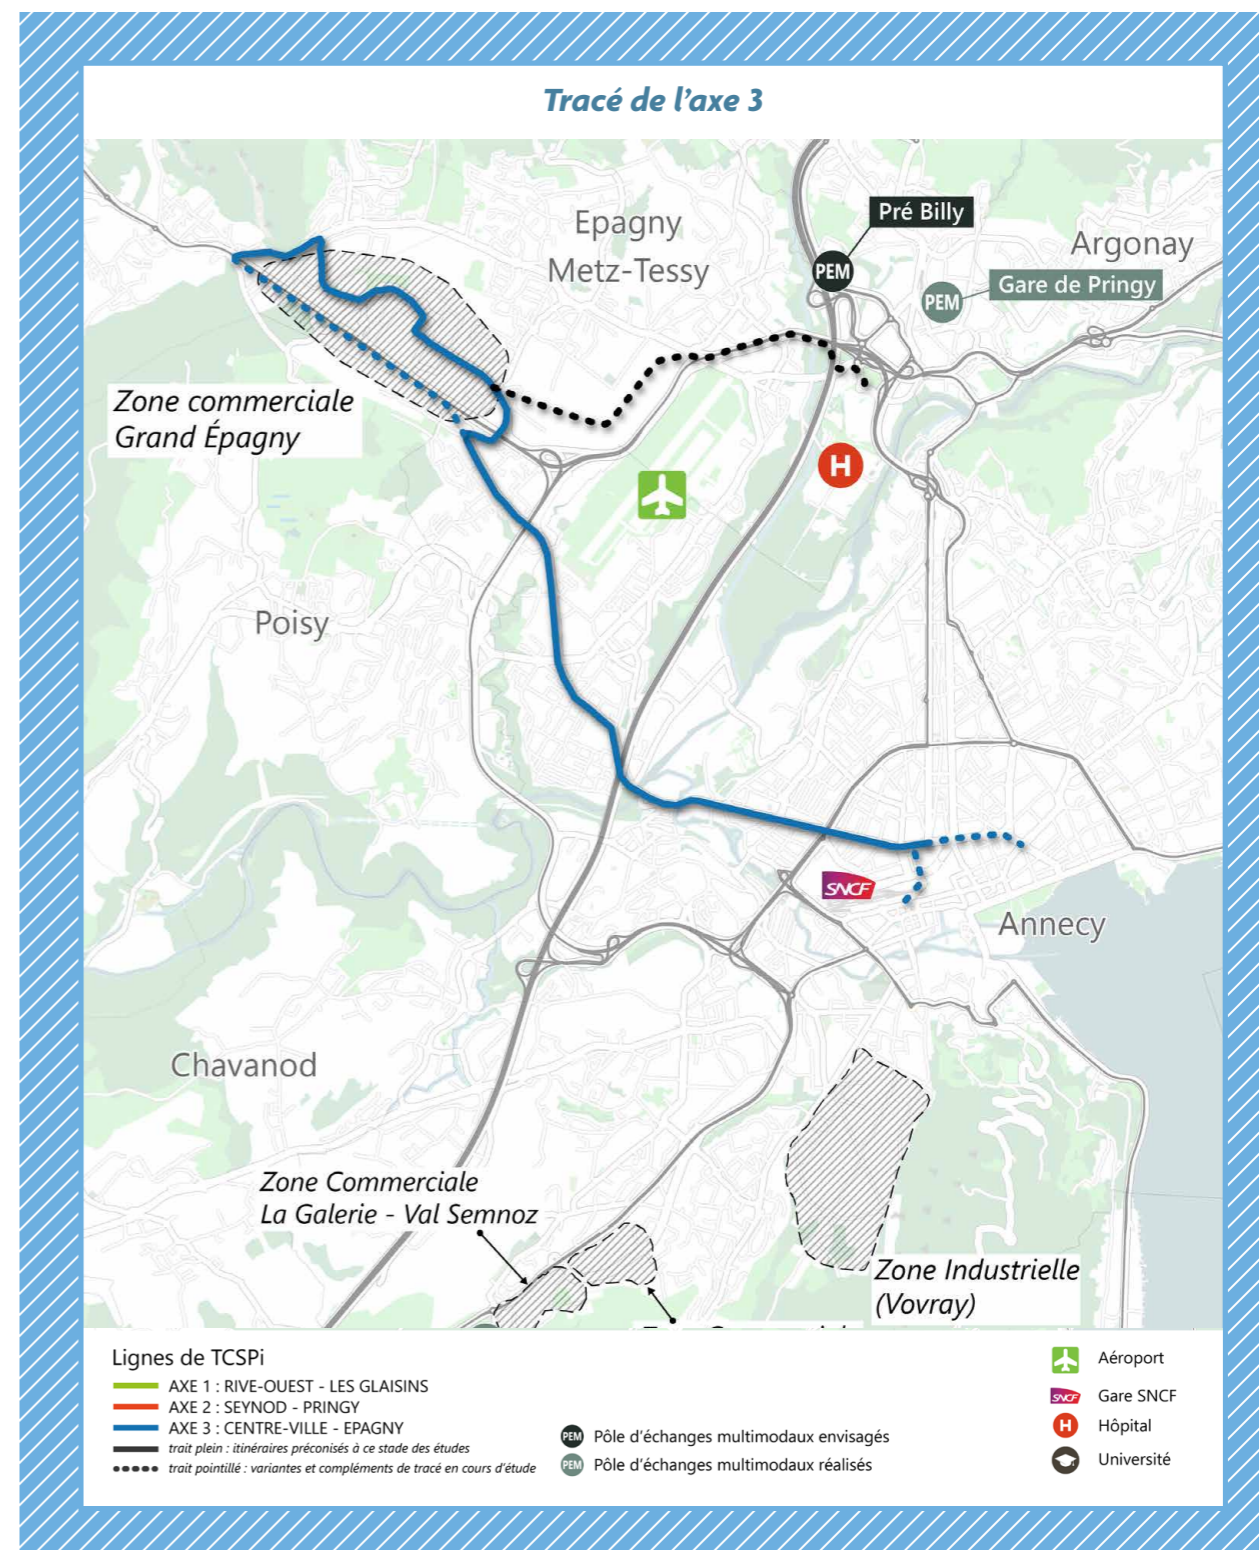 Tracé de l'axe 3
Pré Billy
Epagny
Metz-Tessy
Argonay
PEM
Gare de Pringy
PEM
Zone commerciale
Grand Épagny
H
Poisy
SNCF
Annecy
Chavanod
Zone Commerciale
La Galerie - Val Semnoz
Zone Industrielle
(Vovray)
Lignes de TCSPi
AXE 1 : RIVE-OUEST - LES GLAISINS
AXE 2 : SEYNOD - PRINGY
AXE 3 : CENTRE-VILLE - EPAGNY
trait plein : itinéraires préconisés à ce stade des études
trait pointillé : variantes et compléments de tracé en cours d'étude
PEM Pôle d'échanges multimodaux envisagés
PEM Pôle d'échanges multimodaux réalisés
Aéroport
SNCF Gare SNCF
H Hôpital
Université